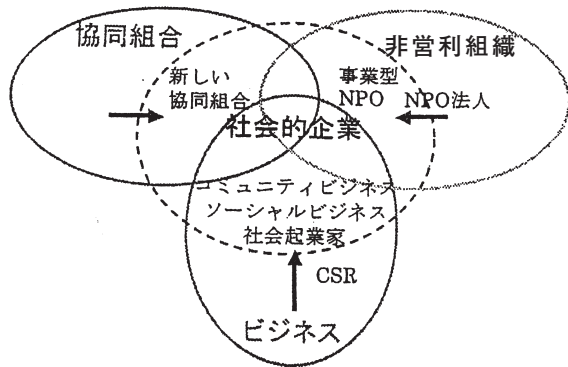 協同組合
非営利組織
新しい
協同組合
事業型
NPO
NPO法人
社会的企業
コミュニティビジネス
ソーシャルビジネス
社会起業家
CSR
ビジネス